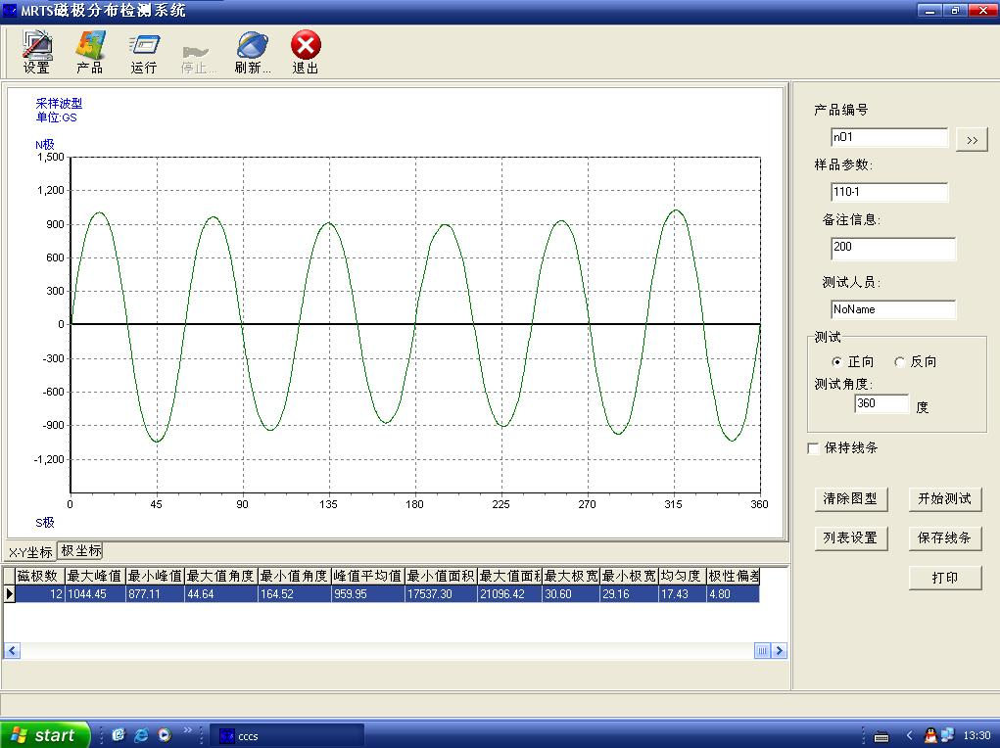 MRTS磁极分布检测系统
设置 产品 运行 停止... 刷新... 退出
采样波型
单位:GS
N极
1,500
1,200
900
600
300
0
-300
-600
-900
-1,200
0 45 90 135 180 225 270 315 360
S极
X-Y坐标 极坐标
磁极数 最大峰值 最小峰值 最大值角度 最小值角度 峰值平均值 最小值面积 最大值面积 最大极宽 最小极宽 均匀度 极性偏差
12 1044.45 877.11 44.64 164.52 959.95 17537.30 21096.42 30.60 29.16 17.43 4.80
产品编号
n01 >>
样品参数:
110-1
备注信息:
200
测试人员:
NoName
测试
正向 反向
测试角度:
360 度
保持线条
清除图型 开始测试
列表设置 保存线条
打印
start cccs 13:30